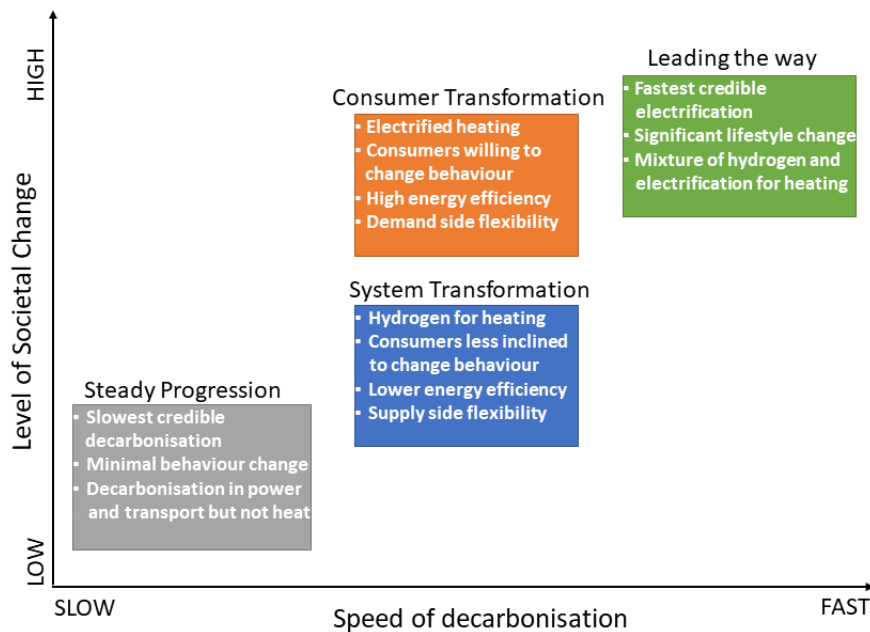 HIGH
Level of Societal Change
LOW
Leading the way
▪ Fastest credible
electrification
▪ Significant lifestyle change
▪ Mixture of hydrogen and
electrification for heating
Consumer Transformation
▪ Electrified heating
▪ Consumers willing to
change behaviour
▪ High energy efficiency
▪ Demand side flexibility
System Transformation
▪ Hydrogen for heating
▪ Consumers less inclined
to change behaviour
▪ Lower energy efficiency
▪ Supply side flexibility
Steady Progression
▪ Slowest credible
decarbonisation
▪ Minimal behaviour change
▪ Decarbonisation in power
and transport but not heat
SLOW
Speed of decarbonisation
FAST